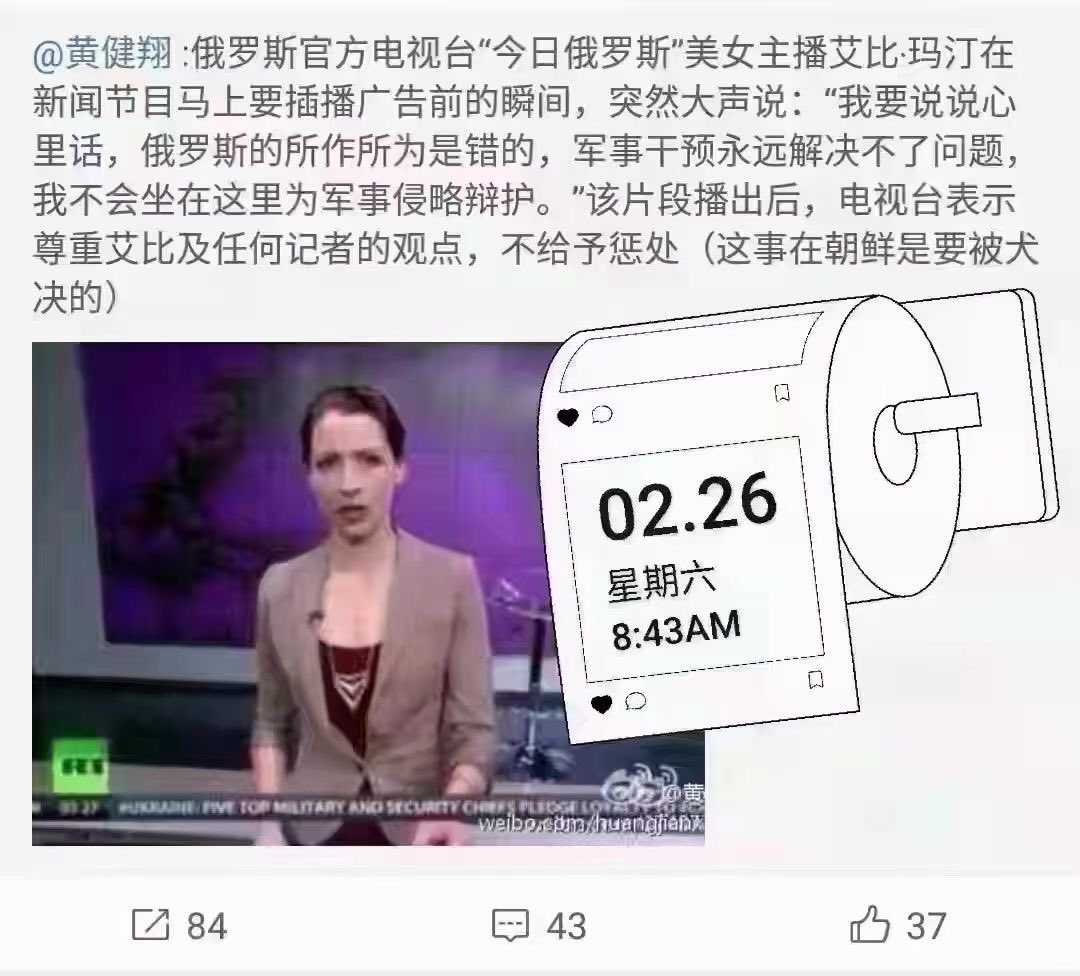 @黄健翔 :俄罗斯官方电视台“今日俄罗斯”美女主播艾比·玛汀在
新闻节目马上要插播广告前的瞬间，突然大声说：“我要说说心
里话，俄罗斯的所作所为是错的，军事干预永远解决不了问题，
我不会坐在这里为军事侵略辩护。”该片段播出后，电视台表示
尊重艾比及任何记者的观点，不给予惩处（这事在朝鲜是要被犬
决的）
02.26
星期六
8:43AM
RT
03:27 #UKRAINE: FIVE TOP MILITARY AND SECURITY CHIEFS PLEDGE LOYALTY TO
@黄
weibo.com/huangjianx
84 43 37